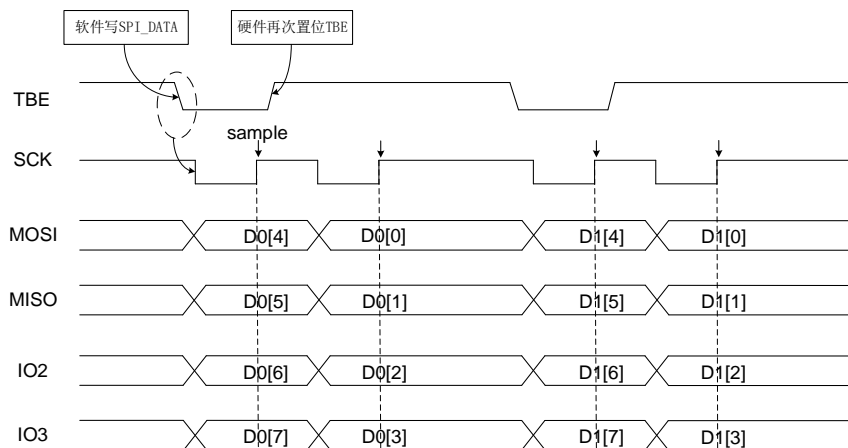 软件写SPI_DATA
硬件再次置位TBE
TBE
sample
SCK
MOSI
D0[4]
D0[0]
D1[4]
D1[0]
MISO
D0[5]
D0[1]
D1[5]
D1[1]
IO2
D0[6]
D0[2]
D1[6]
D1[2]
IO3
D0[7]
D0[3]
D1[7]
D1[3]